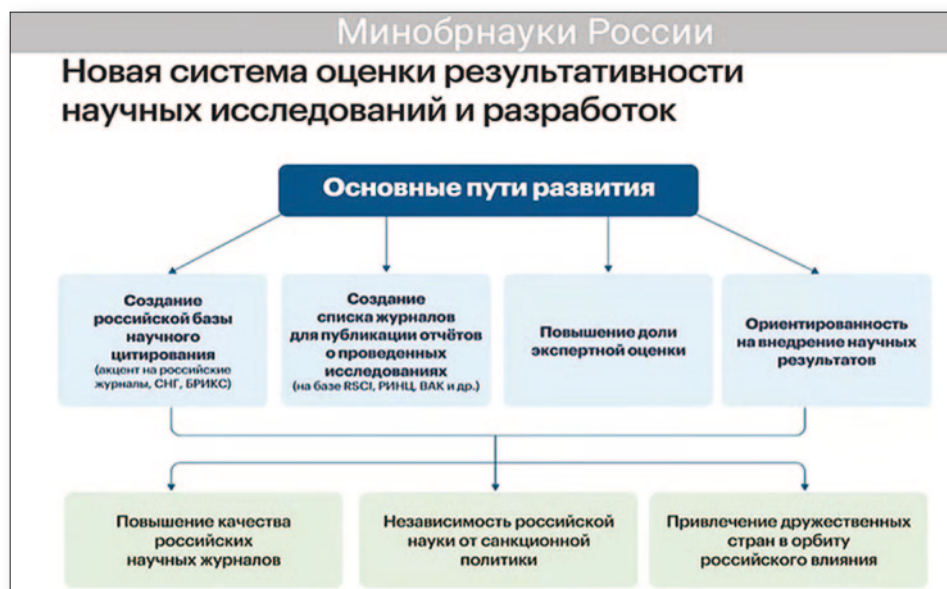 Минобрнауки России
Новая система оценки результативности
научных исследований и разработок
Основные пути развития
Создание
российской базы
научного
цитирования
(акцент на российские
журналы, СНГ, БРИКС)
Создание
списка журналов
для публикации отчётов
о проведенных
исследованиях
(на базе RSCI, РИНЦ, ВАК и др.)
Повышение доли
экспертной оценки
Ориентированность
на внедрение научных
результатов
Повышение качества
российских
научных журналов
Независимость российской
науки от санкционной
политики
Привлечение дружественных
стран в орбиту
российского влияния